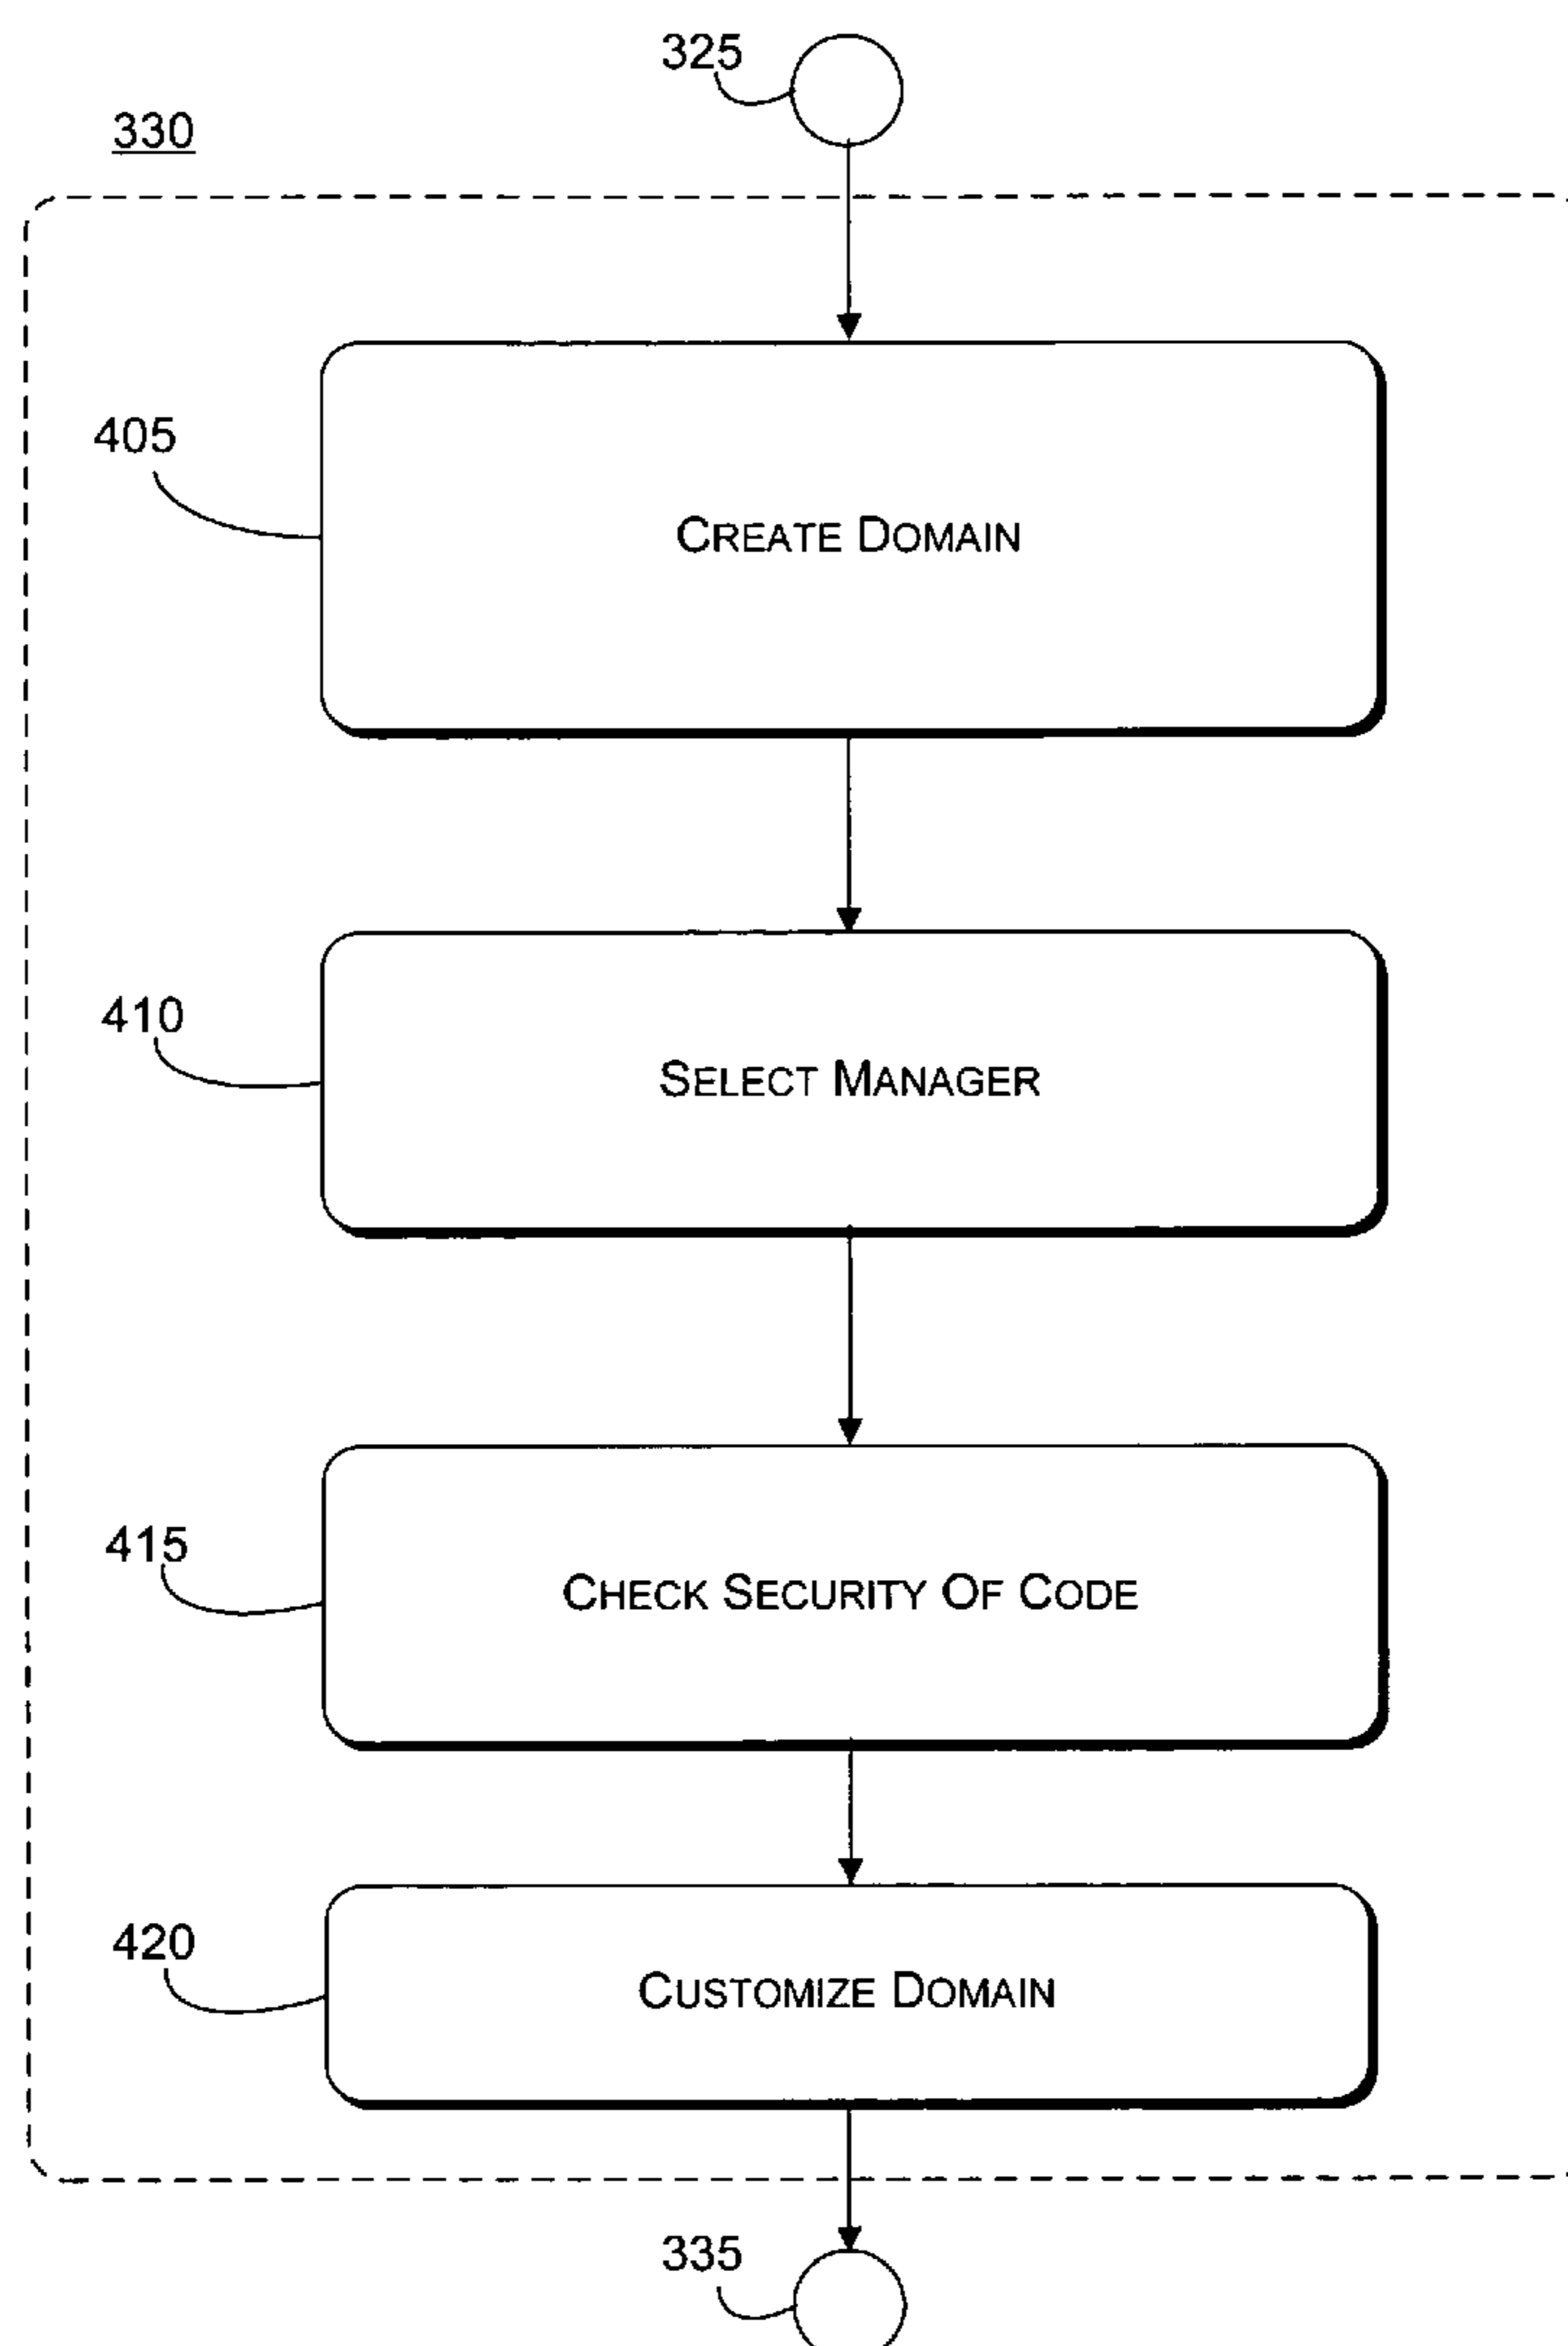 325
330
405
CREATE DOMAIN
410
SELECT MANAGER
415
CHECK SECURITY OF CODE
420
CUSTOMIZE DOMAIN
335